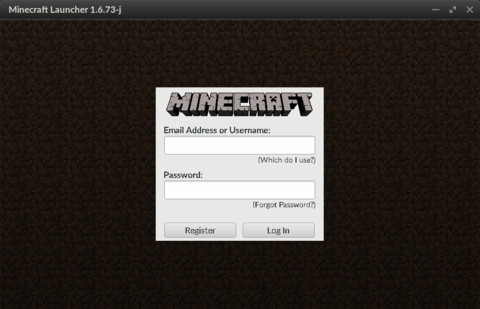 Minecraft Launcher 1.6.73-j
MINECRAFT
Email Address or Username:
(Which do I use?)
Password:
(Forgot Password?)
Register
Log In